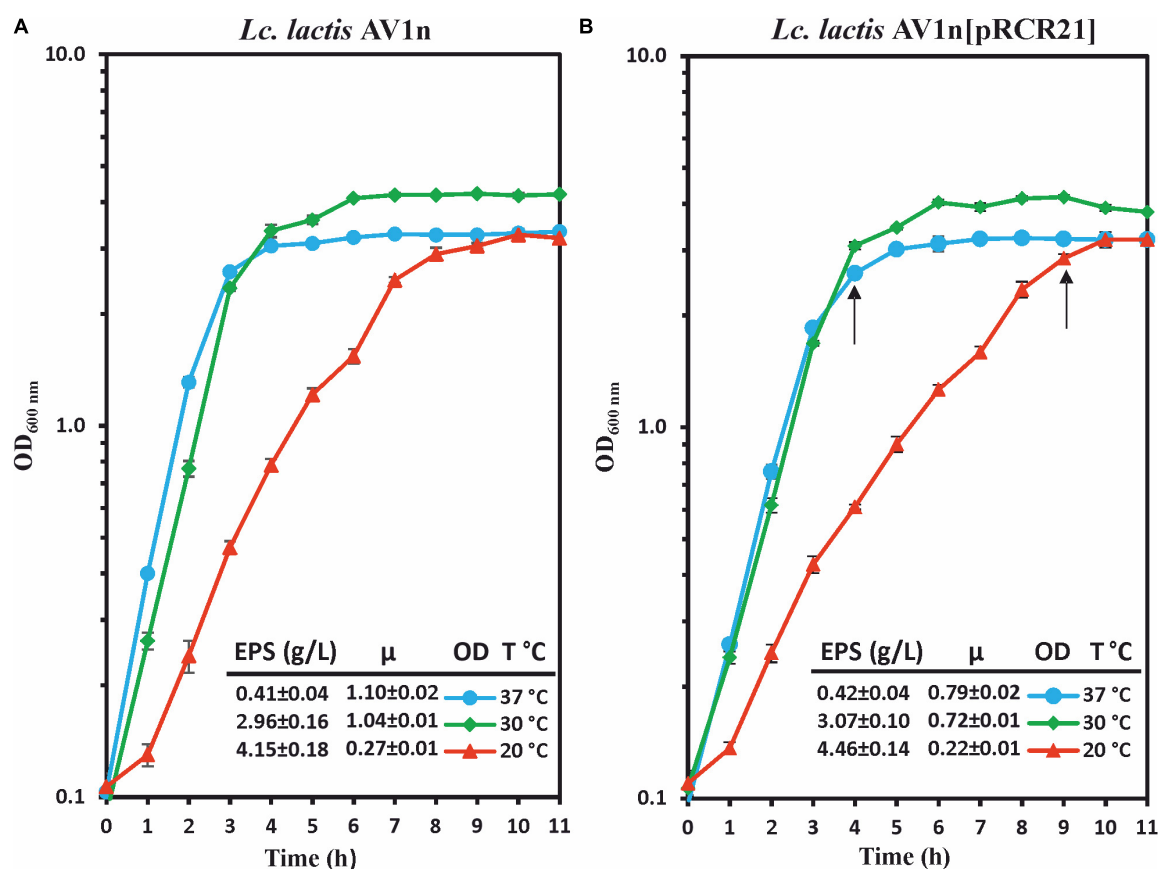 A
Lc. lactis AV1n
10.0
1.0
0.1
OD600 nm
EPS (g/L) μ OD T °C
0.41±0.04 1.10±0.02 37 °C
2.96±0.16 1.04±0.01 30 °C
4.15±0.18 0.27±0.01 20 °C
0 1 2 3 4 5 6 7 8 9 10 11
Time (h)
B
Lc. lactis AV1n[pRCR21]
10.0
1.0
0.1
OD600 nm
EPS (g/L) μ OD T °C
0.42±0.04 0.79±0.02 37 °C
3.07±0.10 0.72±0.01 30 °C
4.46±0.14 0.22±0.01 20 °C
0 1 2 3 4 5 6 7 8 9 10 11
Time (h)